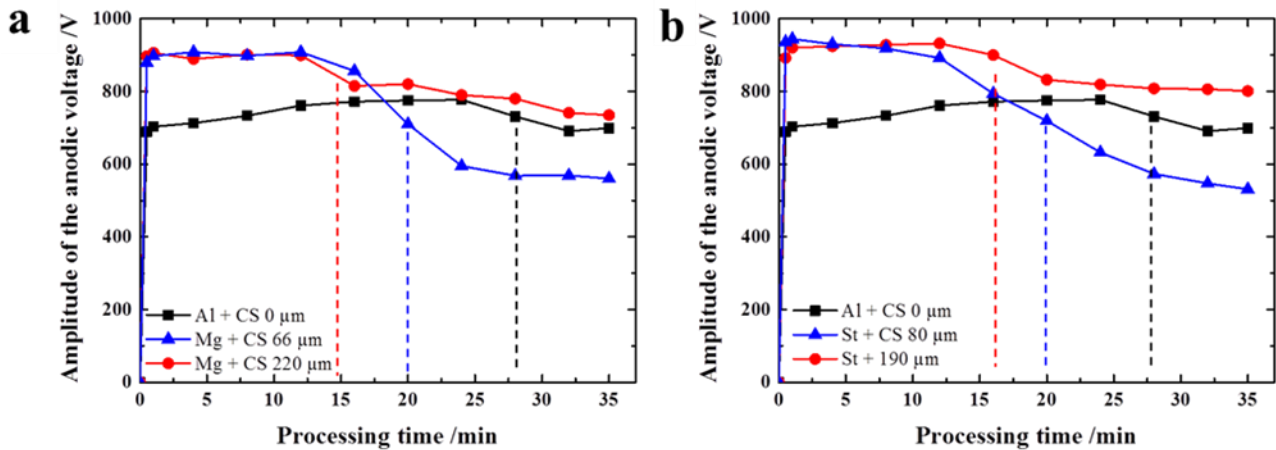 a
1000
800
600
400
200
0
Amplitude of the anodic voltage /V
Al + CS 0 µm
Mg + CS 66 µm
Mg + CS 220 µm
0 5 10 15 20 25 30 35
Processing time /min
b
1000
800
600
400
200
0
Amplitude of the anodic voltage /V
Al + CS 0 µm
St + CS 80 µm
St + 190 µm
0 5 10 15 20 25 30 35
Processing time /min